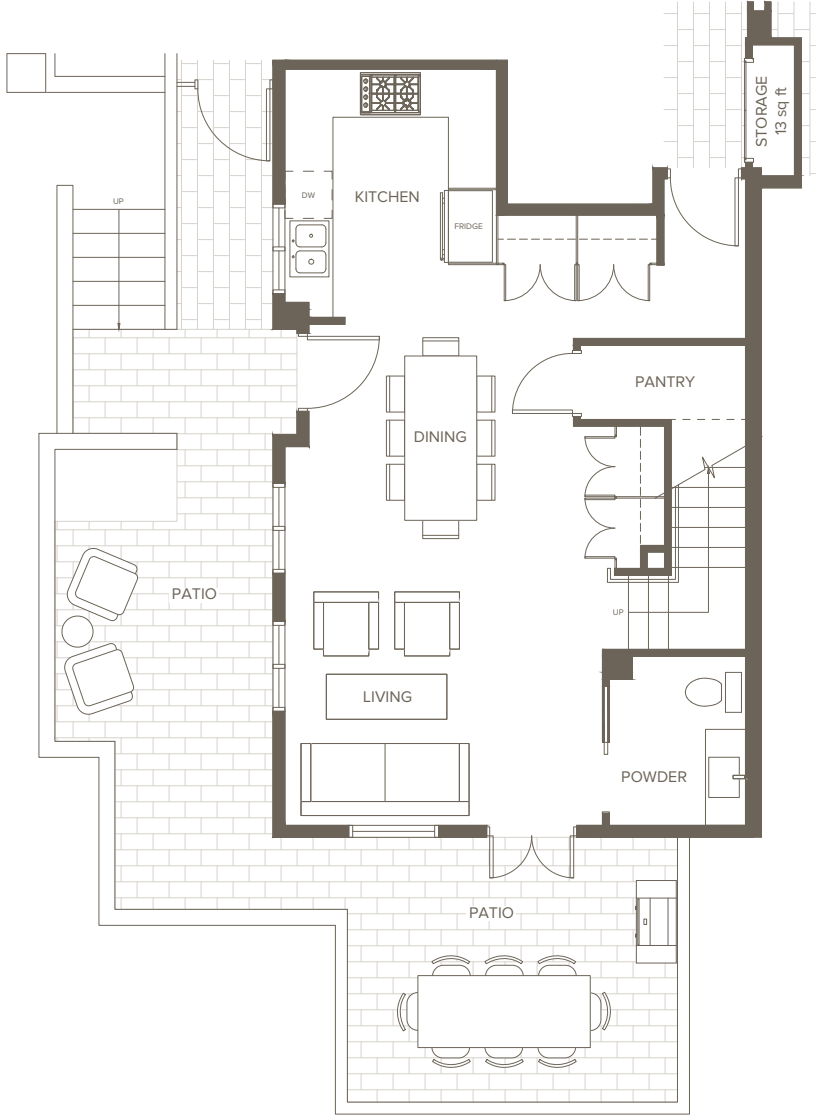 STORAGE
13 sq ft
UP
DW
KITCHEN
FRIDGE
PANTRY
DINING
PATIO
UP
LIVING
POWDER
PATIO